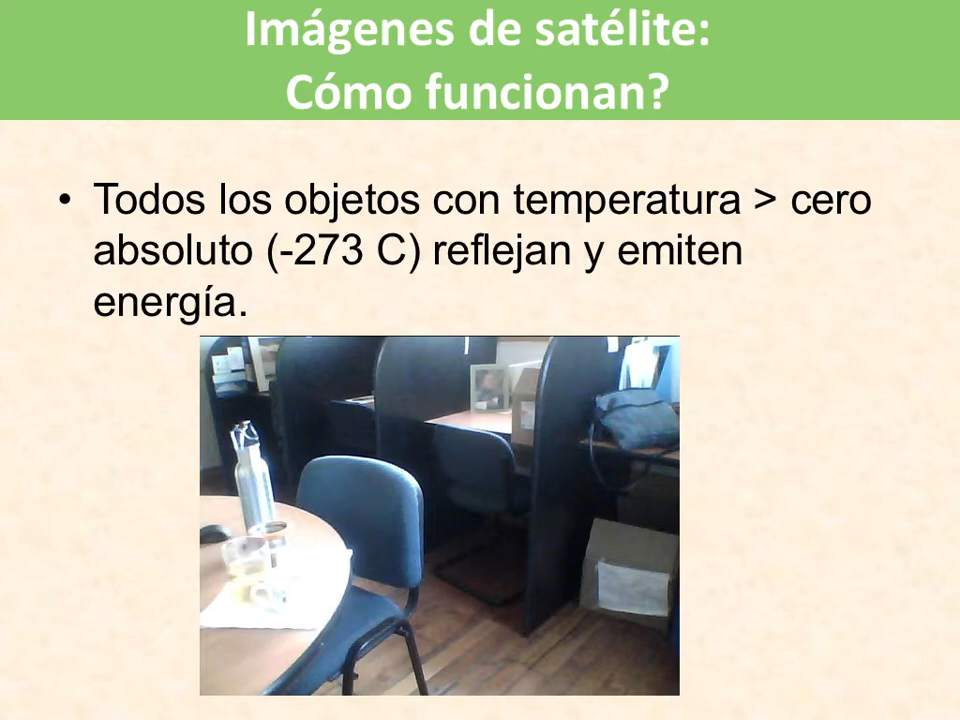 Imágenes de satélite:
Cómo funcionan?
• Todos los objetos con temperatura > cero
absoluto (-273 C) reflejan y emiten
energía.